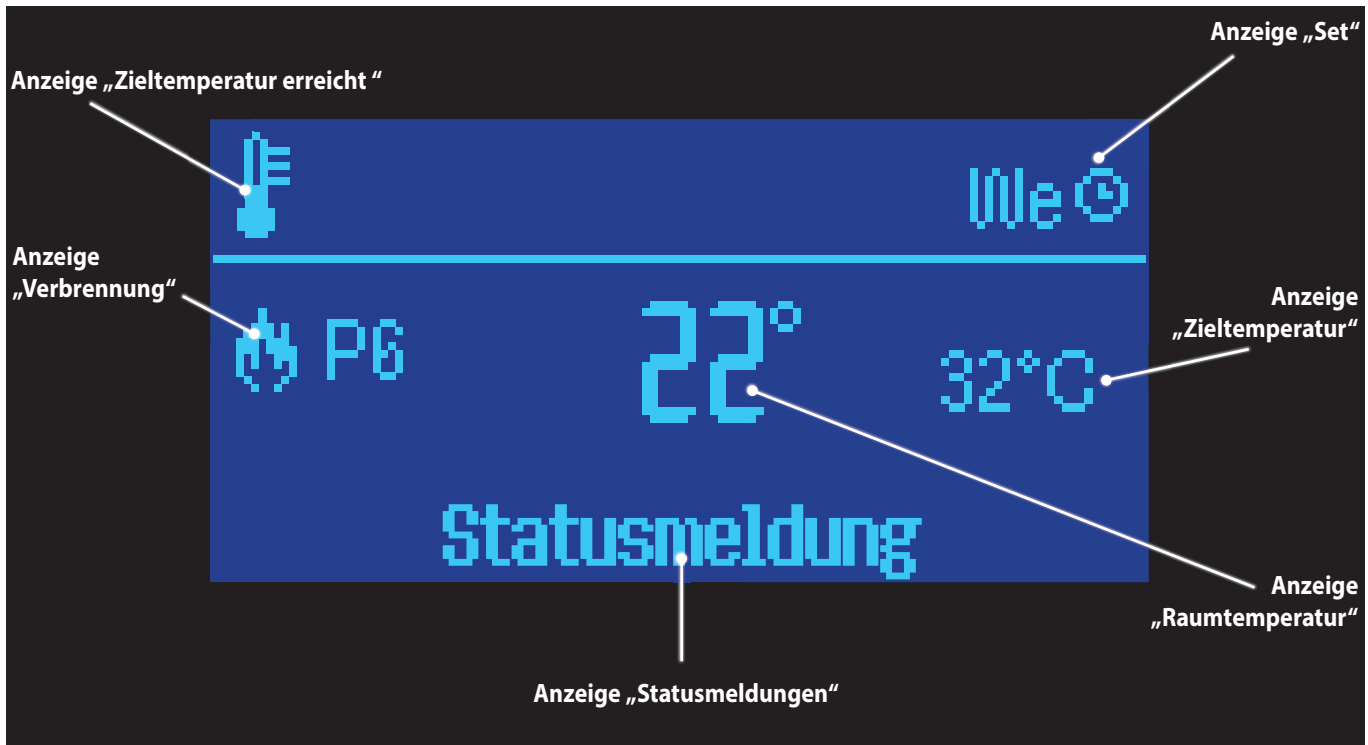 Anzeige „Set“
Anzeige „Zieltemperatur erreicht “
We
Anzeige
„Verbrennung“
P6
22°
32°C
Anzeige
„Zieltemperatur“
Statusmeldung
Anzeige
„Raumtemperatur“
Anzeige „Statusmeldungen“